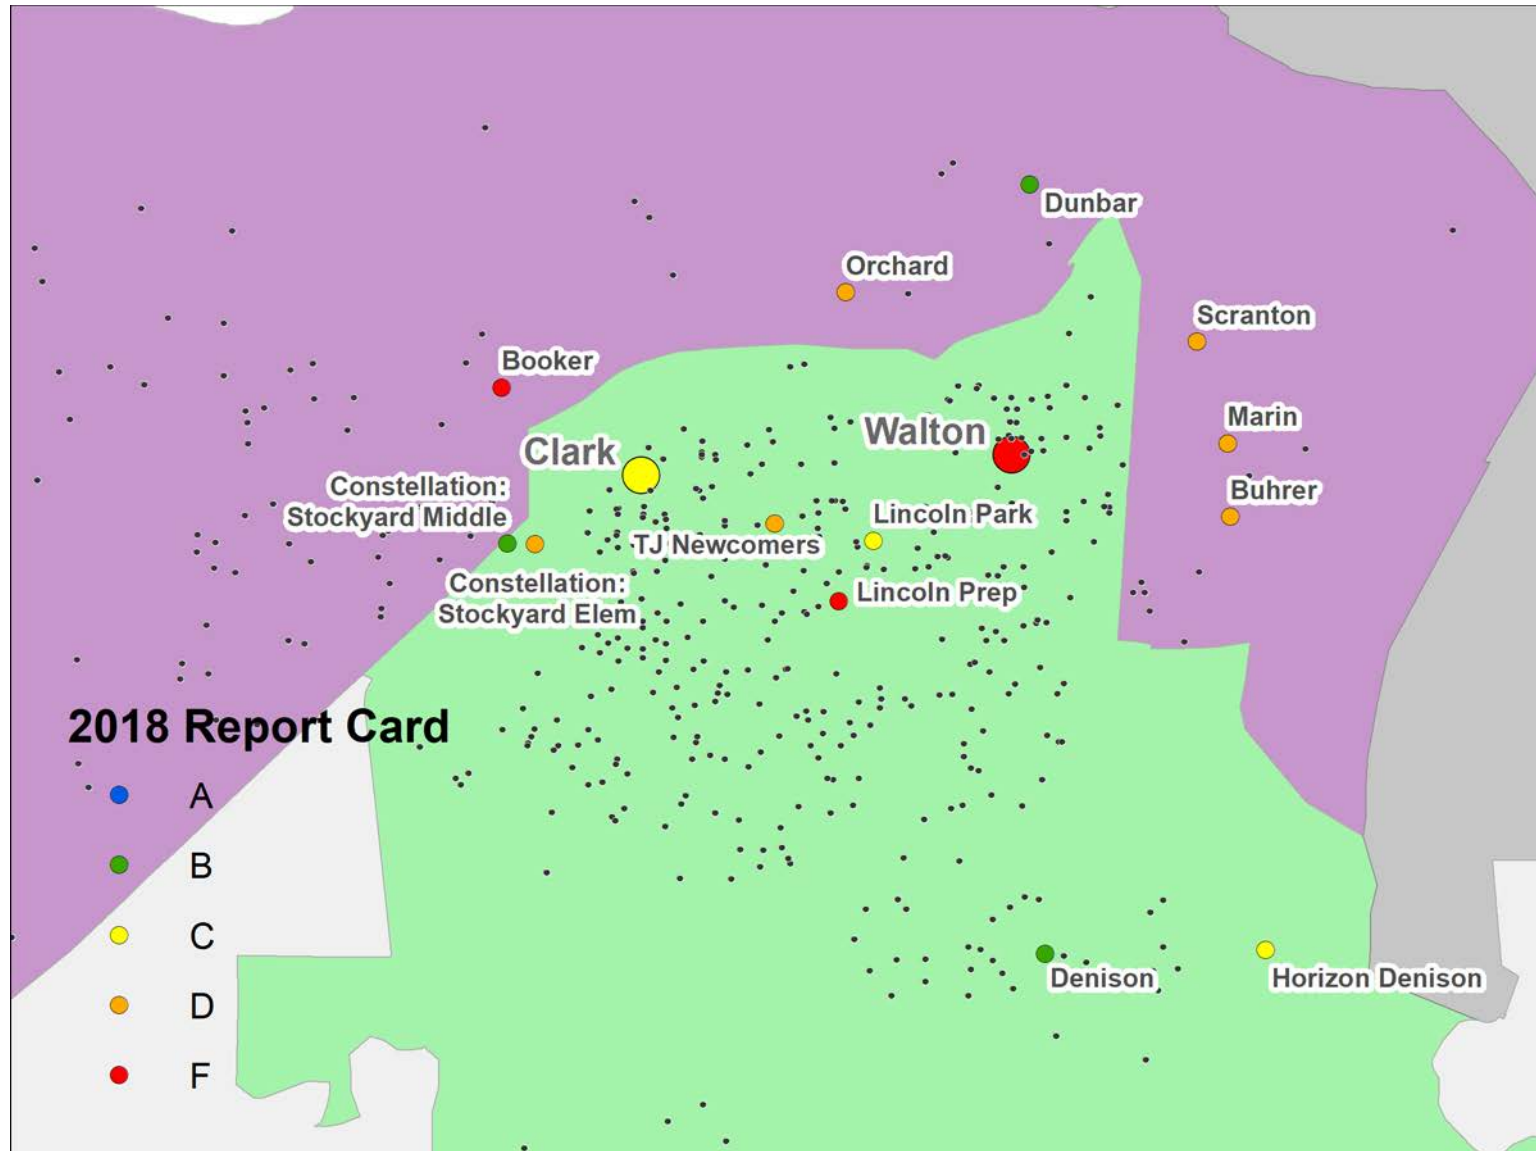 Dunbar
Orchard
Scranton
Booker
Marin
Walton
Clark
Constellation:
Stockyard Middle
Buhrer
Lincoln Park
TJ Newcomers
Constellation:
Stockyard Elem
Lincoln Prep
2018 Report Card
A
B
C
D
F
Denison
Horizon Denison